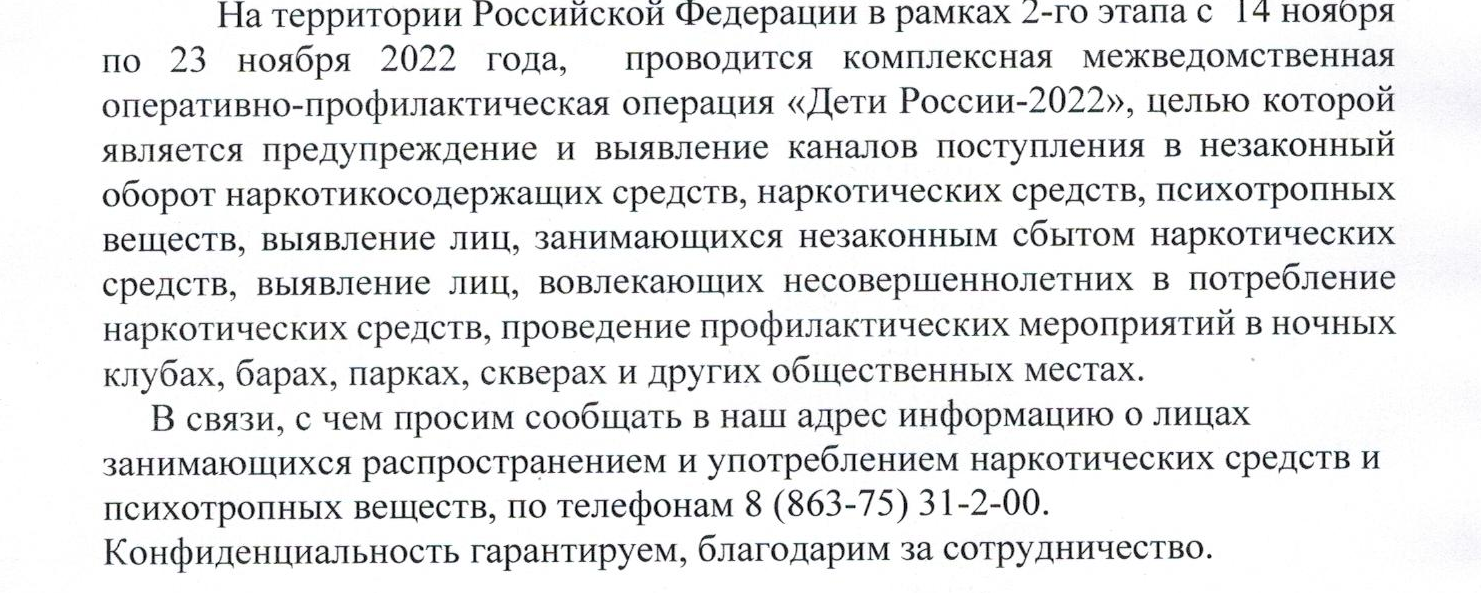 На территории Российской Федерации в рамках 2-го этапа с 14 ноября
по 23 ноября 2022 года, проводится комплексная межведомственная
оперативно-профилактическая операция «Дети России-2022», целью которой
является предупреждение и выявление каналов поступления в незаконный
оборот наркотикосодержащих средств, наркотических средств, психотропных
веществ, выявление лиц, занимающихся незаконным сбытом наркотических
средств, выявление лиц, вовлекающих несовершеннолетних в потребление
наркотических средств, проведение профилактических мероприятий в ночных
клубах, барах, парках, скверах и других общественных местах.
В связи, с чем просим сообщать в наш адрес информацию о лицах
занимающихся распространением и употреблением наркотических средств и
психотропных веществ, по телефонам 8 (863-75) 31-2-00.
Конфиденциальность гарантируем, благодарим за сотрудничество.